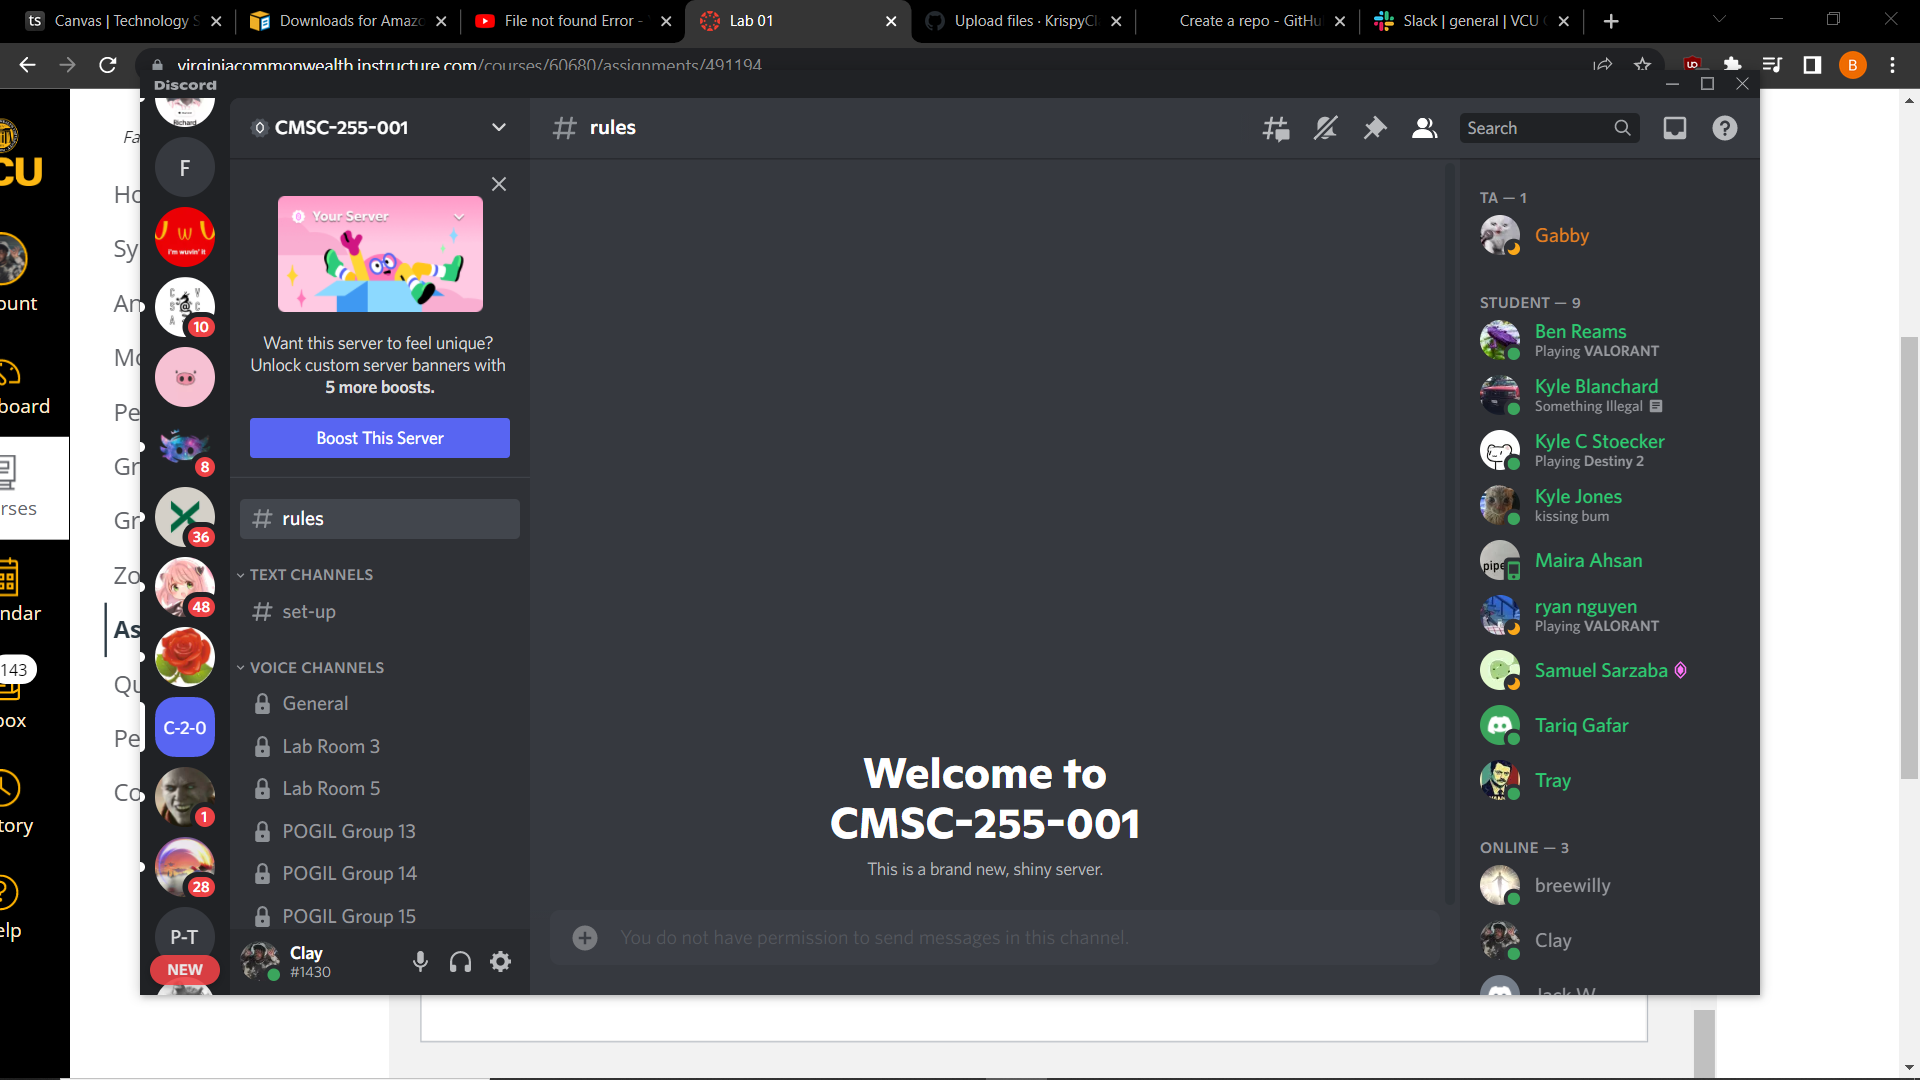 Canvas | Technology S
Downloads for Amazo
File not found Error -
Lab 01
Upload files · KrispyCl
Create a repo · GitHu
Slack | general | VCU
virginiacommonwealth.instructure.com/courses/60680/assignments/491194
B
Discord
CMSC-255-001
rules
Search
Richard
F
I'm wuvin' it
10
8
36
48
C-2-0
1
28
P-T
NEW
Your Server
Want this server to feel unique?
Unlock custom server banners with
5 more boosts.
Boost This Server
rules
TEXT CHANNELS
set-up
VOICE CHANNELS
General
Lab Room 3
Lab Room 5
POGIL Group 13
POGIL Group 14
POGIL Group 15
Clay
#1430
Welcome to
CMSC-255-001
This is a brand new, shiny server.
You do not have permission to send messages in this channel.
TA — 1
Gabby
STUDENT — 9
Ben Reams
Playing VALORANT
Kyle Blanchard
Something Illegal
Kyle C Stoecker
Playing Destiny 2
Kyle Jones
kissing bum
pipe
Maira Ahsan
ryan nguyen
Playing VALORANT
Samuel Sarzaba
Tariq Gafar
Tray
ONLINE — 3
breewilly
Clay
CU
ount
board
rses
ndar
143
box
tory
elp
Fa
Ho
Sy
An
Mo
Pe
Gr
Gr
Zo
As
Qu
Pe
Co